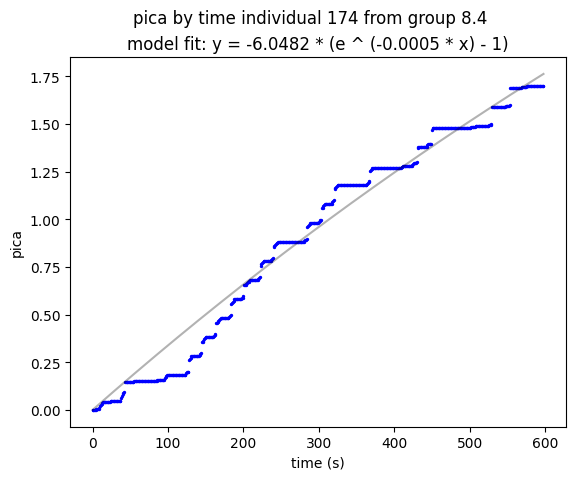 pica by time individual 174 from group 8.4
model fit: y = -6.0482 * (e ^ (-0.0005 * x) - 1)
1.75
1.50
1.25
1.00
0.75
0.50
0.25
0.00
pica
0 100 200 300 400 500 600
time (s)